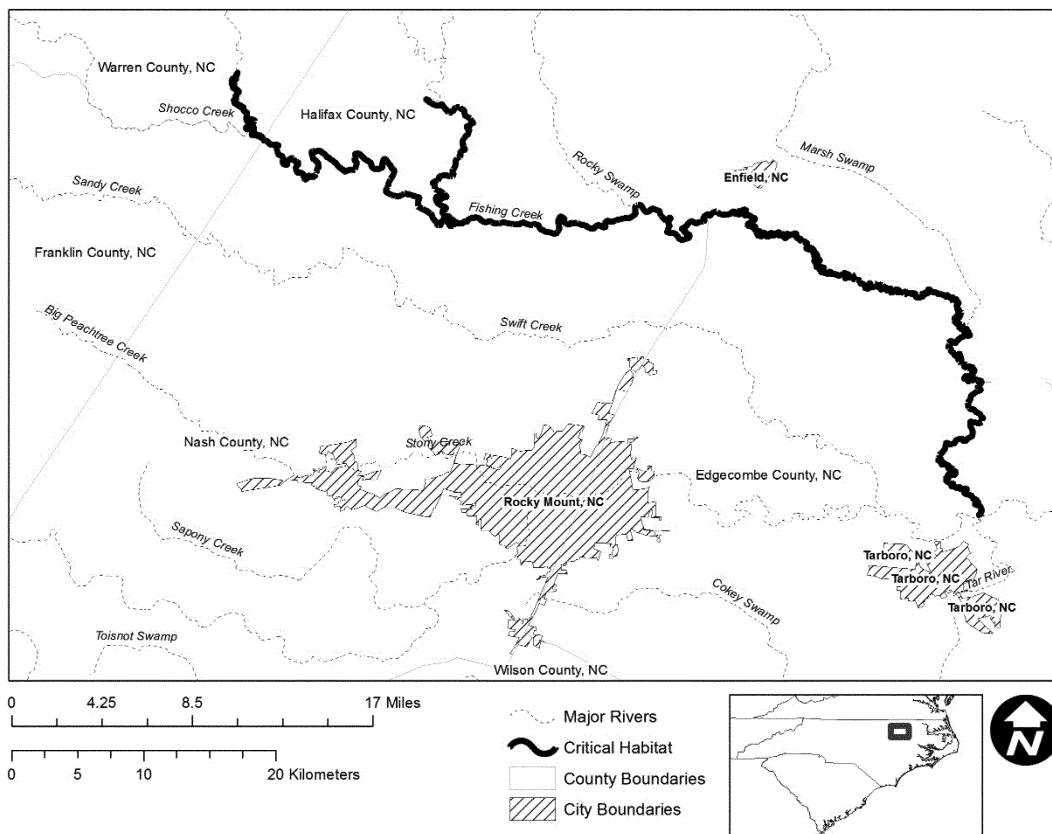 Warren County, NC
Shocco Creek
Halifax County, NC
Marsh Swamp
Rocky Swamp
Enfield, NC
Sandy Creek
Fishing Creek
Franklin County, NC
Big Peachtree Creek
Swift Creek
Nash County, NC
Stony Creek
Edgecombe County, NC
Rocky Mount, NC
Sapony Creek
Tarboro, NC
Tarboro, NC
Tar River
Cokey Swamp
Tarboro, NC
Toisnot Swamp
Wilson County, NC
0 4.25 8.5 17 Miles
0 5 10 20 Kilometers
Major Rivers
Critical Habitat
County Boundaries
City Boundaries
N